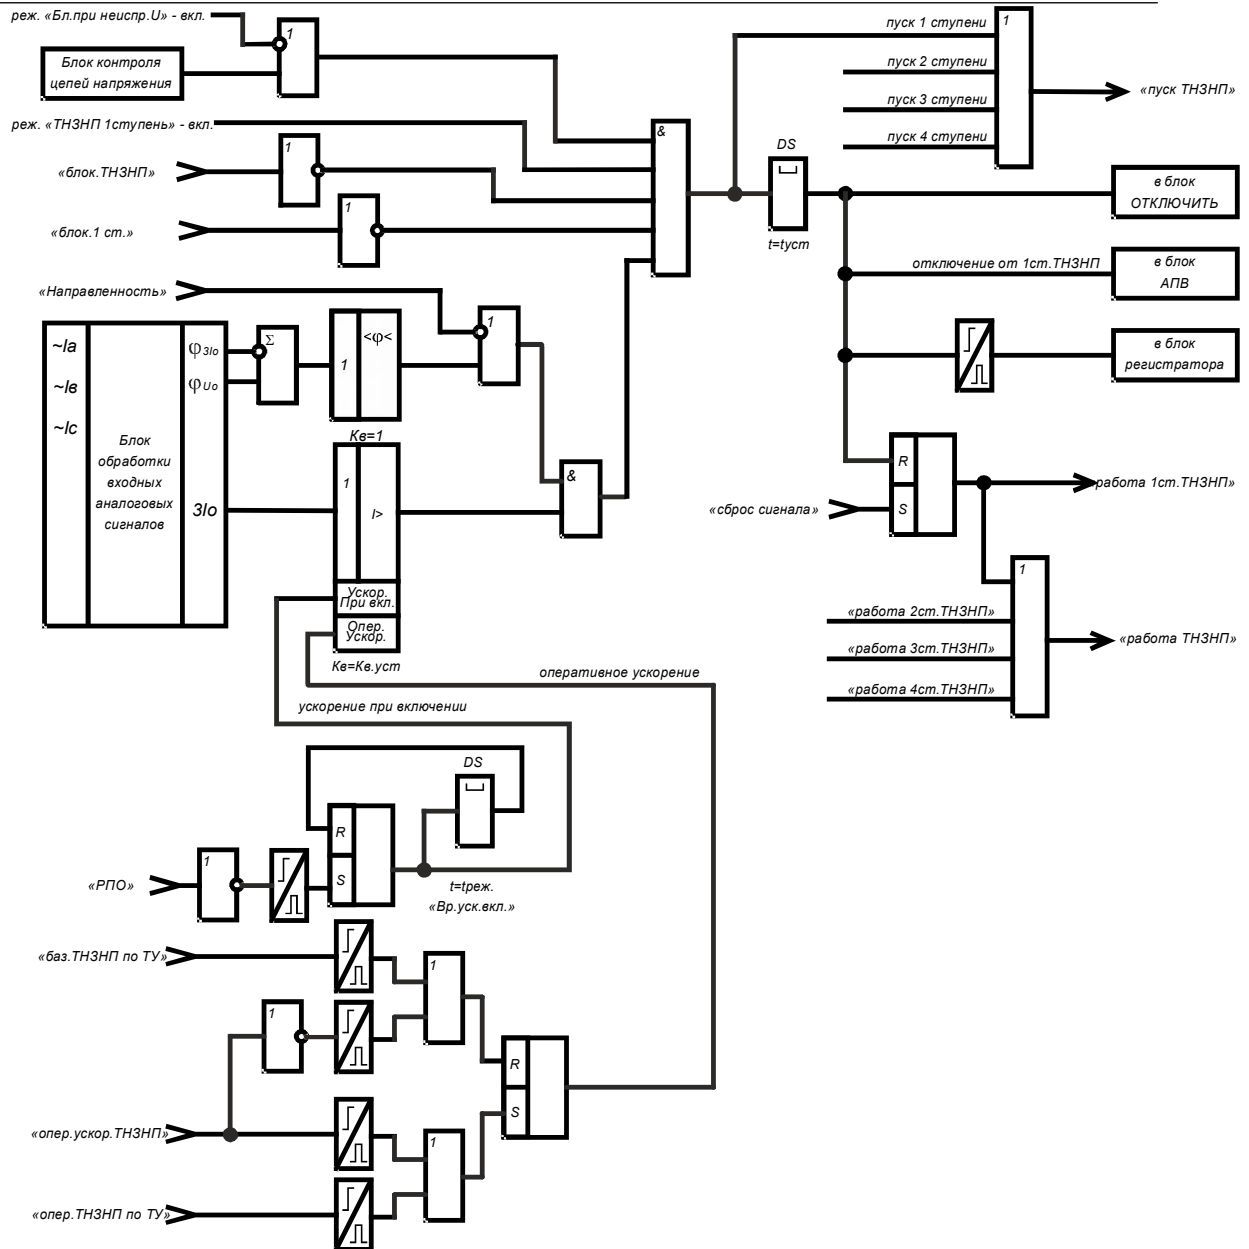 реж. «Бл.при неиспр.U» - вкл.
1
Блок контроля
цепей напряжения
реж. «ТНЗНП 1ступень» - вкл.
«блок.ТНЗНП»
1
«блок.1 ст.»
1
&
DS
t=tуст
пуск 1 ступени
пуск 2 ступени
пуск 3 ступени
пуск 4 ступени
1
«пуск ТНЗНП»
в блок
ОТКЛЮЧИТЬ
отключение от 1ст.ТНЗНП
в блок
АПВ
в блок
регистратора
«Направленность»
1
~Iа
~Iв
~Iс
Блок
обработки
входных
аналоговых
сигналов
φ3Io
φUo
3Io
Σ
1
<φ<
Кв=1
1
I>
Ускор.
При вкл.
Опер.
Ускор.
Кв=Кв.уст
&
R
S
«сброс сигнала»
работа 1ст.ТНЗНП»
1
«работа 2ст.ТНЗНП»
«работа 3ст.ТНЗНП»
«работа 4ст.ТНЗНП»
«работа ТНЗНП»
оперативное ускорение
ускорение при включении
DS
R
S
t=tреж.
«Вр.уск.вкл.»
«РПО»
1
«баз.ТНЗНП по ТУ»
1
1
R
S
«опер.ускор.ТНЗНП»
1
«опер.ТНЗНП по ТУ»